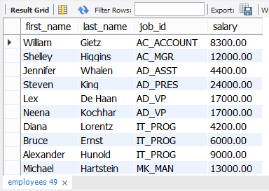 Result Grid Filter Rows: Export:
first_name last_name job_id salary
William Gietz AC_ACCOUNT 8300.00
Shelley Higgins AC_MGR 12000.00
Jennifer Whalen AD_ASST 4400.00
Steven King AD_PRES 24000.00
Lex De Haan AD_VP 17000.00
Neena Kochhar AD_VP 17000.00
Diana Lorentz IT_PROG 4200.00
Bruce Ernst IT_PROG 6000.00
Alexander Hunold IT_PROG 9000.00
Michael Hartstein MK_MAN 13000.00
employees 49